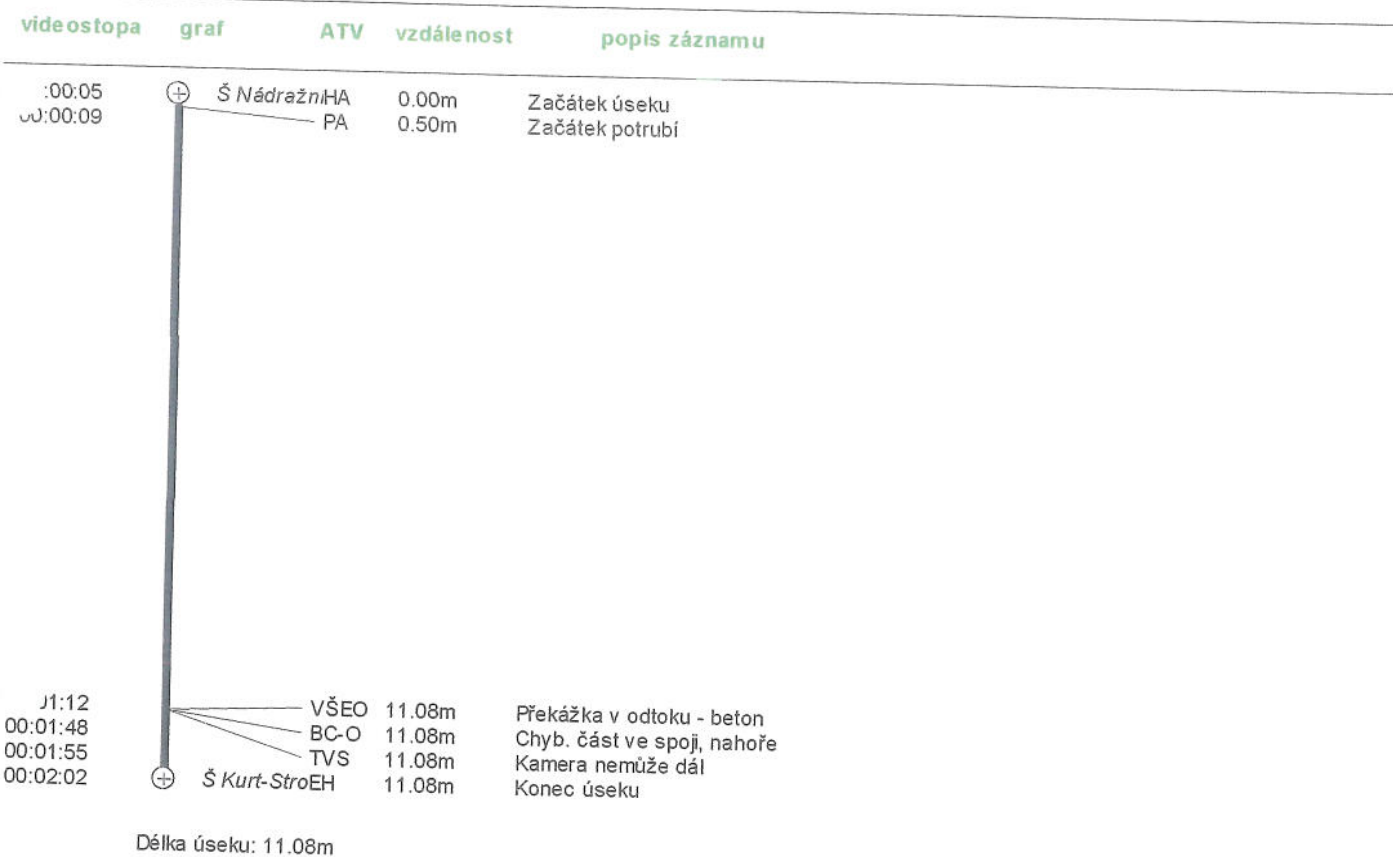 videostopa graf ATV vzdálenost popis záznamu
:00:05 Š Nádražní HA 0.00m Začátek úseku
:00:09 PA 0.50m Začátek potrubí
1:12 VŠEO 11.08m Překážka v odtoku - beton
00:01:48 BC-O 11.08m Chyb. část ve spoji, nahoře
00:01:55 TVS 11.08m Kamera nemůže dál
00:02:02 Š Kurt-Stro EH 11.08m Konec úseku
Délka úseku: 11.08m